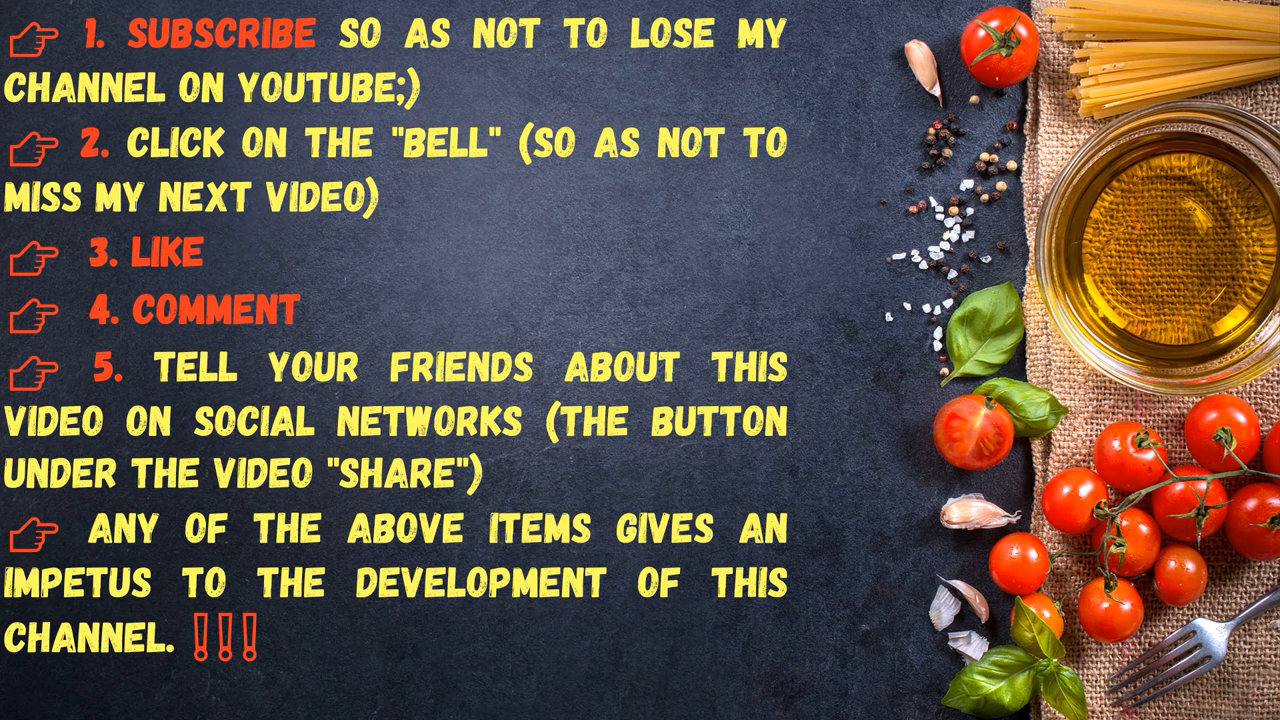 👉 1. SUBSCRIBE SO AS NOT TO LOSE MY
CHANNEL ON YOUTUBE;)
👉 2. CLICK ON THE "BELL" (SO AS NOT TO
MISS MY NEXT VIDEO)
👉 3. LIKE
👉 4. COMMENT
👉 5. TELL YOUR FRIENDS ABOUT THIS
VIDEO ON SOCIAL NETWORKS (THE BUTTON
UNDER THE VIDEO "SHARE")
👉 ANY OF THE ABOVE ITEMS GIVES AN
IMPETUS TO THE DEVELOPMENT OF THIS
CHANNEL. ❗❗❗